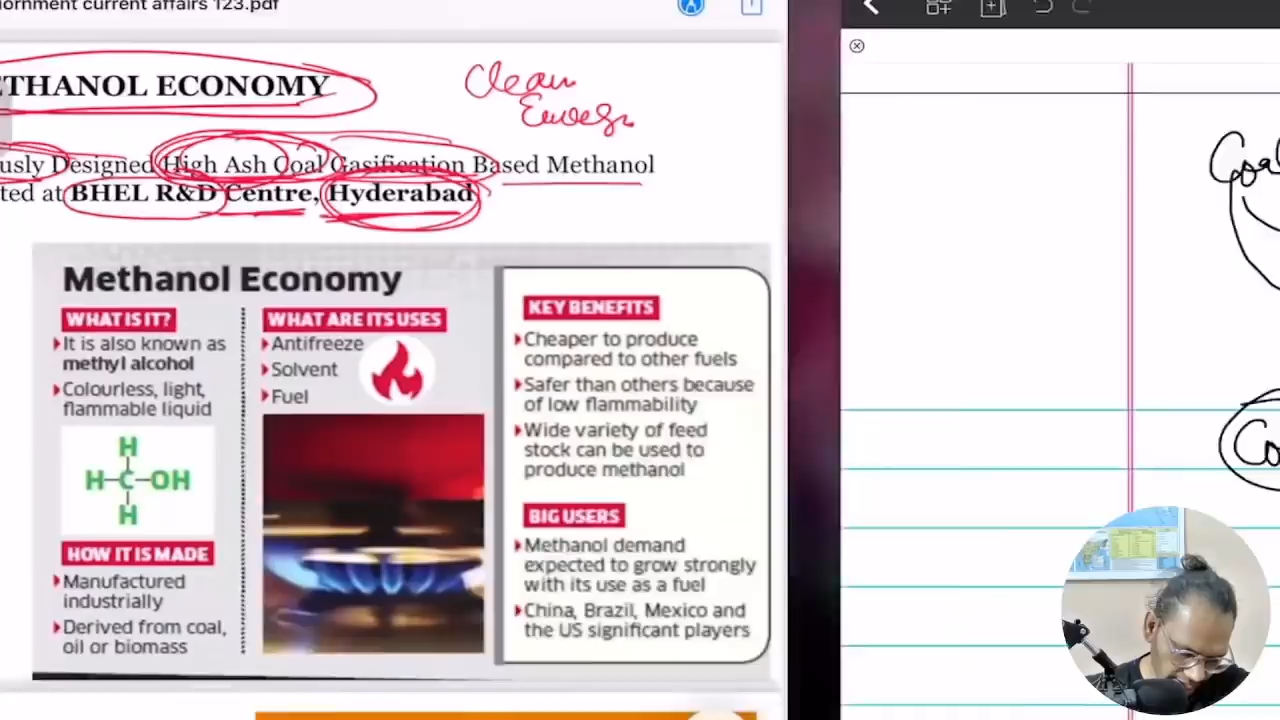 ornment current affairs 123.pdf
ETHANOL ECONOMY
Clean
usly Designed High Ash Coal Gasification Based Methanol
ted at BHEL R&D Centre, Hyderabad
Methanol Economy
WHAT IS IT?
It is also known as
methyl alcohol
Colourless, light,
flammable liquid
H
H-C-OH
H
HOW IT IS MADE
Manufactured
industrially
Derived from coal,
oil or biomass
WHAT ARE ITS USES
Antifreeze
Solvent
Fuel
KEY BENEFITS
Cheaper to produce
compared to other fuels
Safer than others because
of low flammability
Wide variety of feed
stock can be used to
produce methanol
BIG USERS
Methanol demand
expected to grow strongly
with its use as a fuel
China, Brazil, Mexico and
the US significant players
Coal
Co